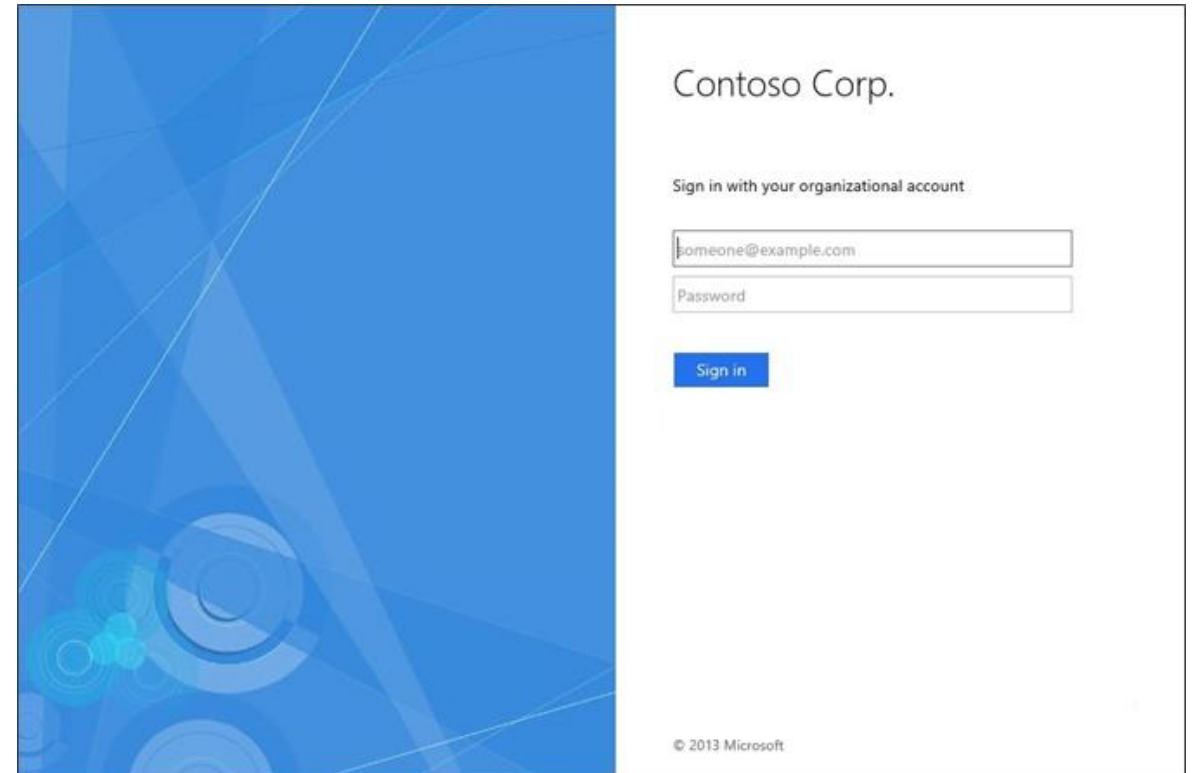 Contoso Corp.
Sign in with your organizational account
someone@example.com
Password
Sign in
© 2013 Microsoft